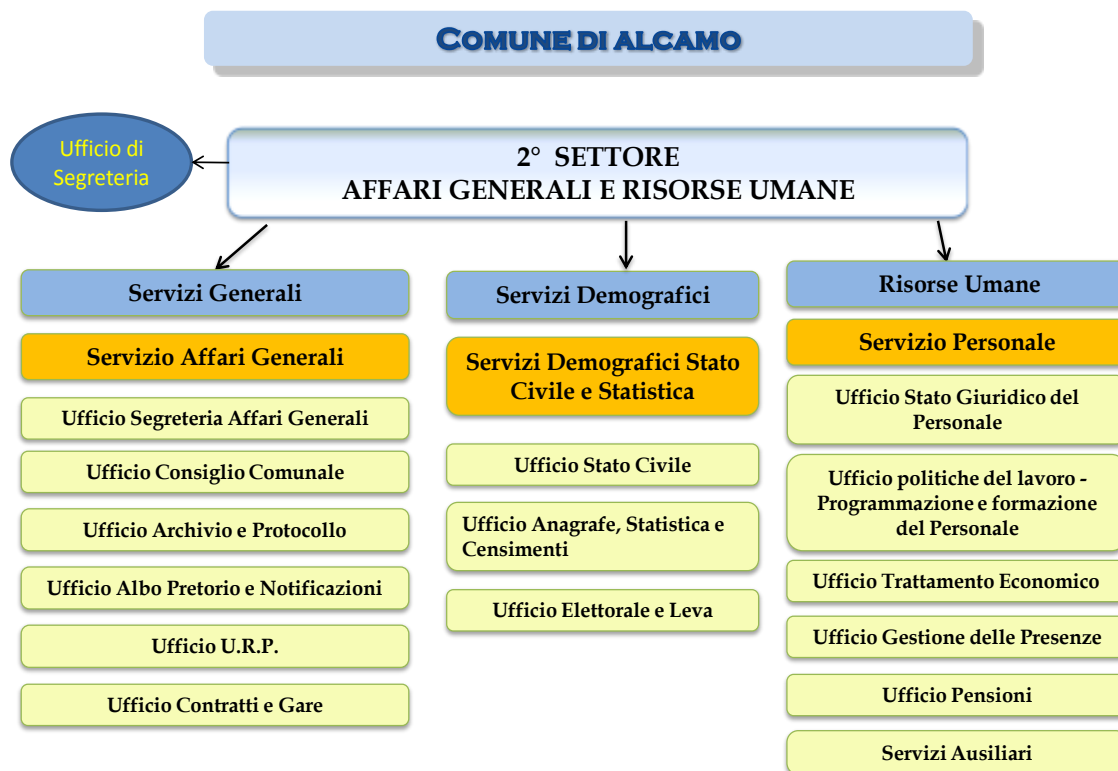 COMUNE DI ALCAMO
Ufficio di
Segreteria
2° SETTORE
AFFARI GENERALI E RISORSE UMANE
Servizi Generali
Servizio Affari Generali
Ufficio Segreteria Affari Generali
Ufficio Consiglio Comunale
Ufficio Archivio e Protocollo
Ufficio Albo Pretorio e Notificazioni
Ufficio U.R.P.
Ufficio Contratti e Gare
Servizi Demografici
Servizi Demografici Stato
Civile e Statistica
Ufficio Stato Civile
Ufficio Anagrafe, Statistica e
Censimenti
Ufficio Elettorale e Leva
Risorse Umane
Servizio Personale
Ufficio Stato Giuridico del
Personale
Ufficio politiche del lavoro -
Programmazione e formazione
del Personale
Ufficio Trattamento Economico
Ufficio Gestione delle Presenze
Ufficio Pensioni
Servizi Ausiliari